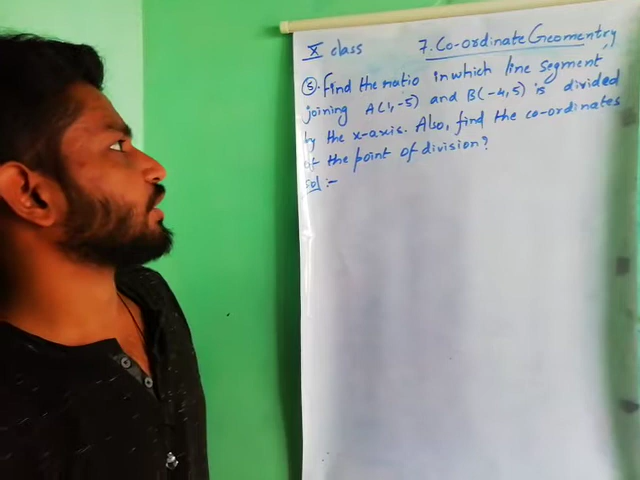 X class 7. Co-ordinate Geomentry
⑤. Find the ratio in which line segment
joining A(1,-5) and B(-4,5) is divided
by the x-axis. Also, find the co-ordinates
of the point of division?
Sol :-